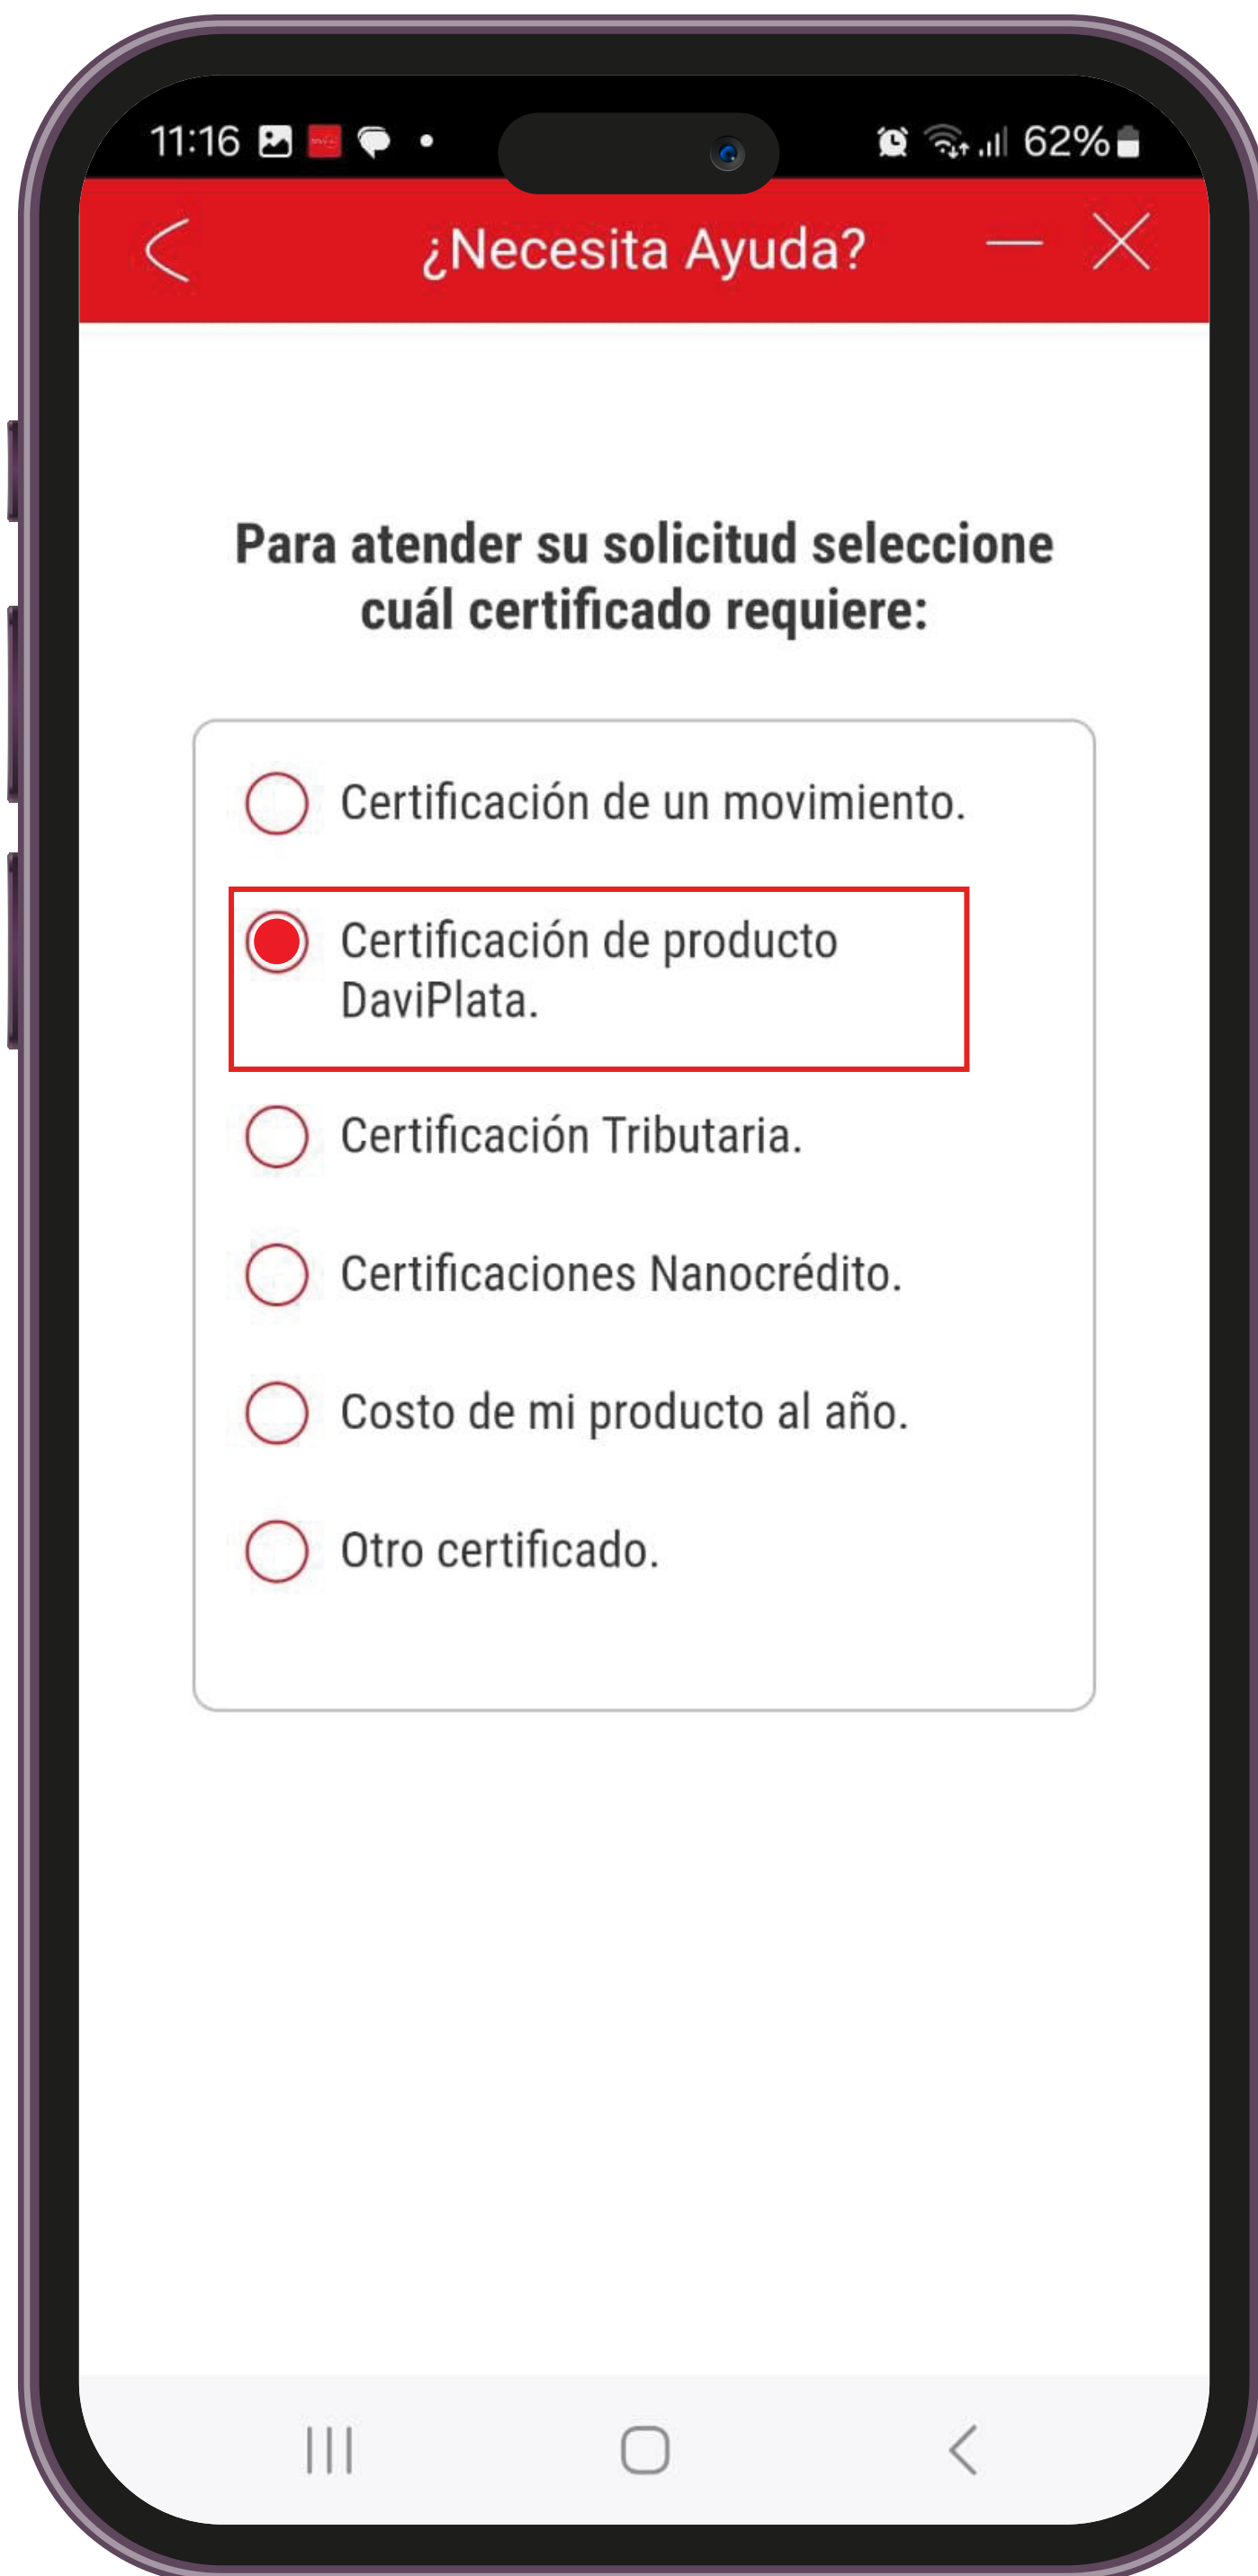 11:16
62%
¿Necesita Ayuda?
Para atender su solicitud seleccione
cuál certificado requiere:
Certificación de un movimiento.
Certificación de producto
DaviPlata.
Certificación Tributaria.
Certificaciones Nanocrédito.
Costo de mi producto al año.
Otro certificado.